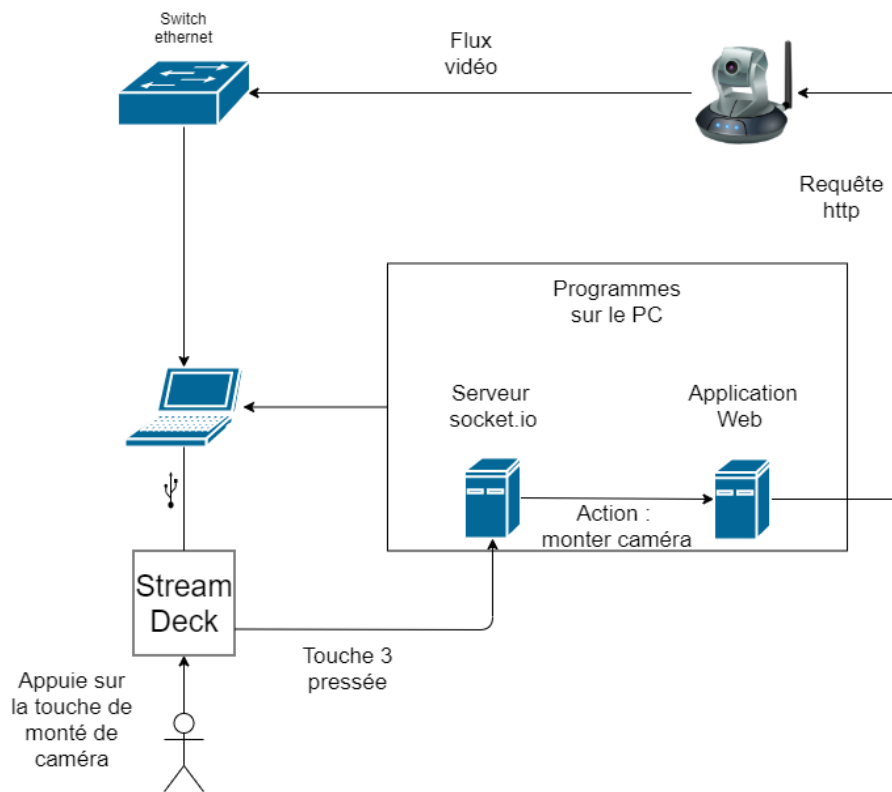 Switch
ethernet
Flux
vidéo
Requête
http
Programmes
sur le PC
Serveur
socket.io
Application
Web
Action :
monter caméra
Stream
Deck
Touche 3
pressée
Appuie sur
la touche de
monté de
caméra